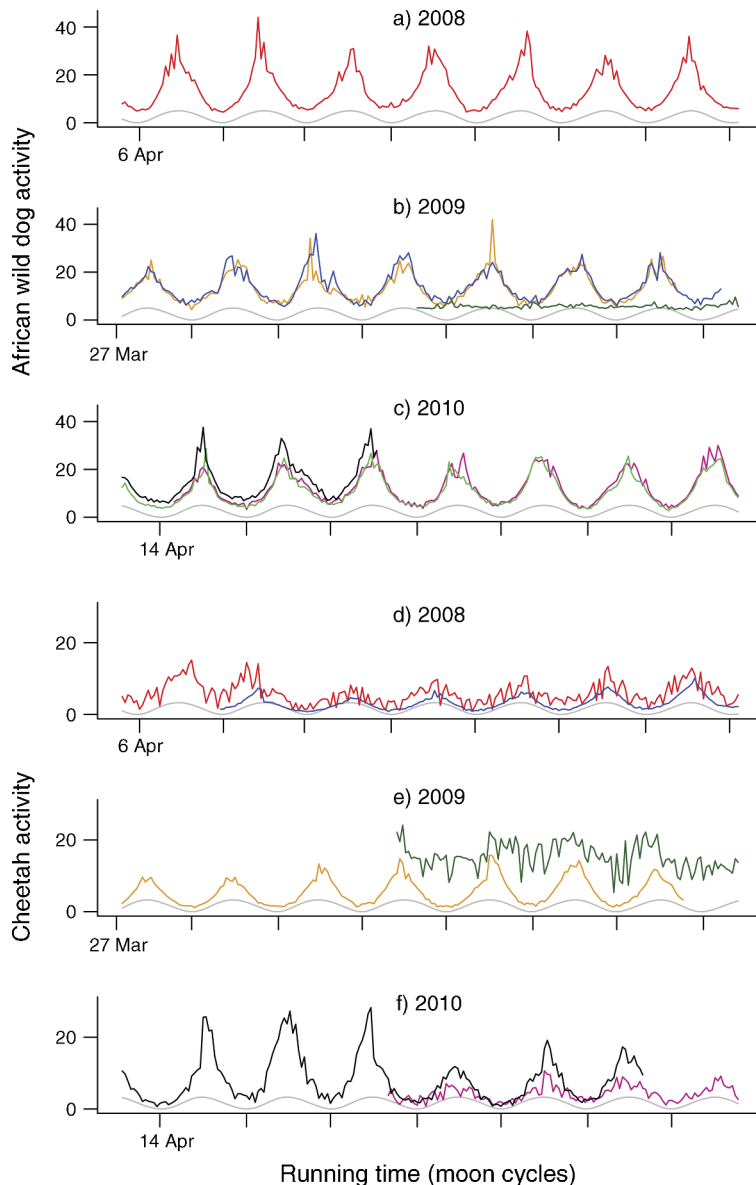 a) 2008
40
20
0
6 Apr
b) 2009
40
20
0
27 Mar
c) 2010
40
20
0
14 Apr
African wild dog activity
d) 2008
20
0
6 Apr
e) 2009
20
0
27 Mar
f) 2010
20
0
14 Apr
Cheetah activity
Running time (moon cycles)